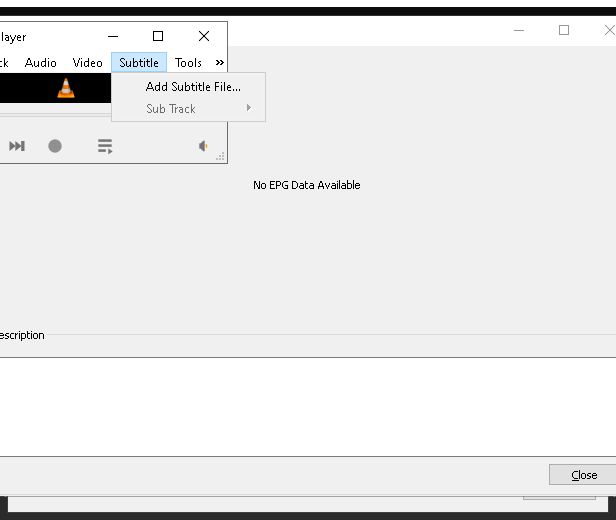 layer
ck Audio Video Subtitle Tools »
Add Subtitle File...
Sub Track
No EPG Data Available
escription
Close